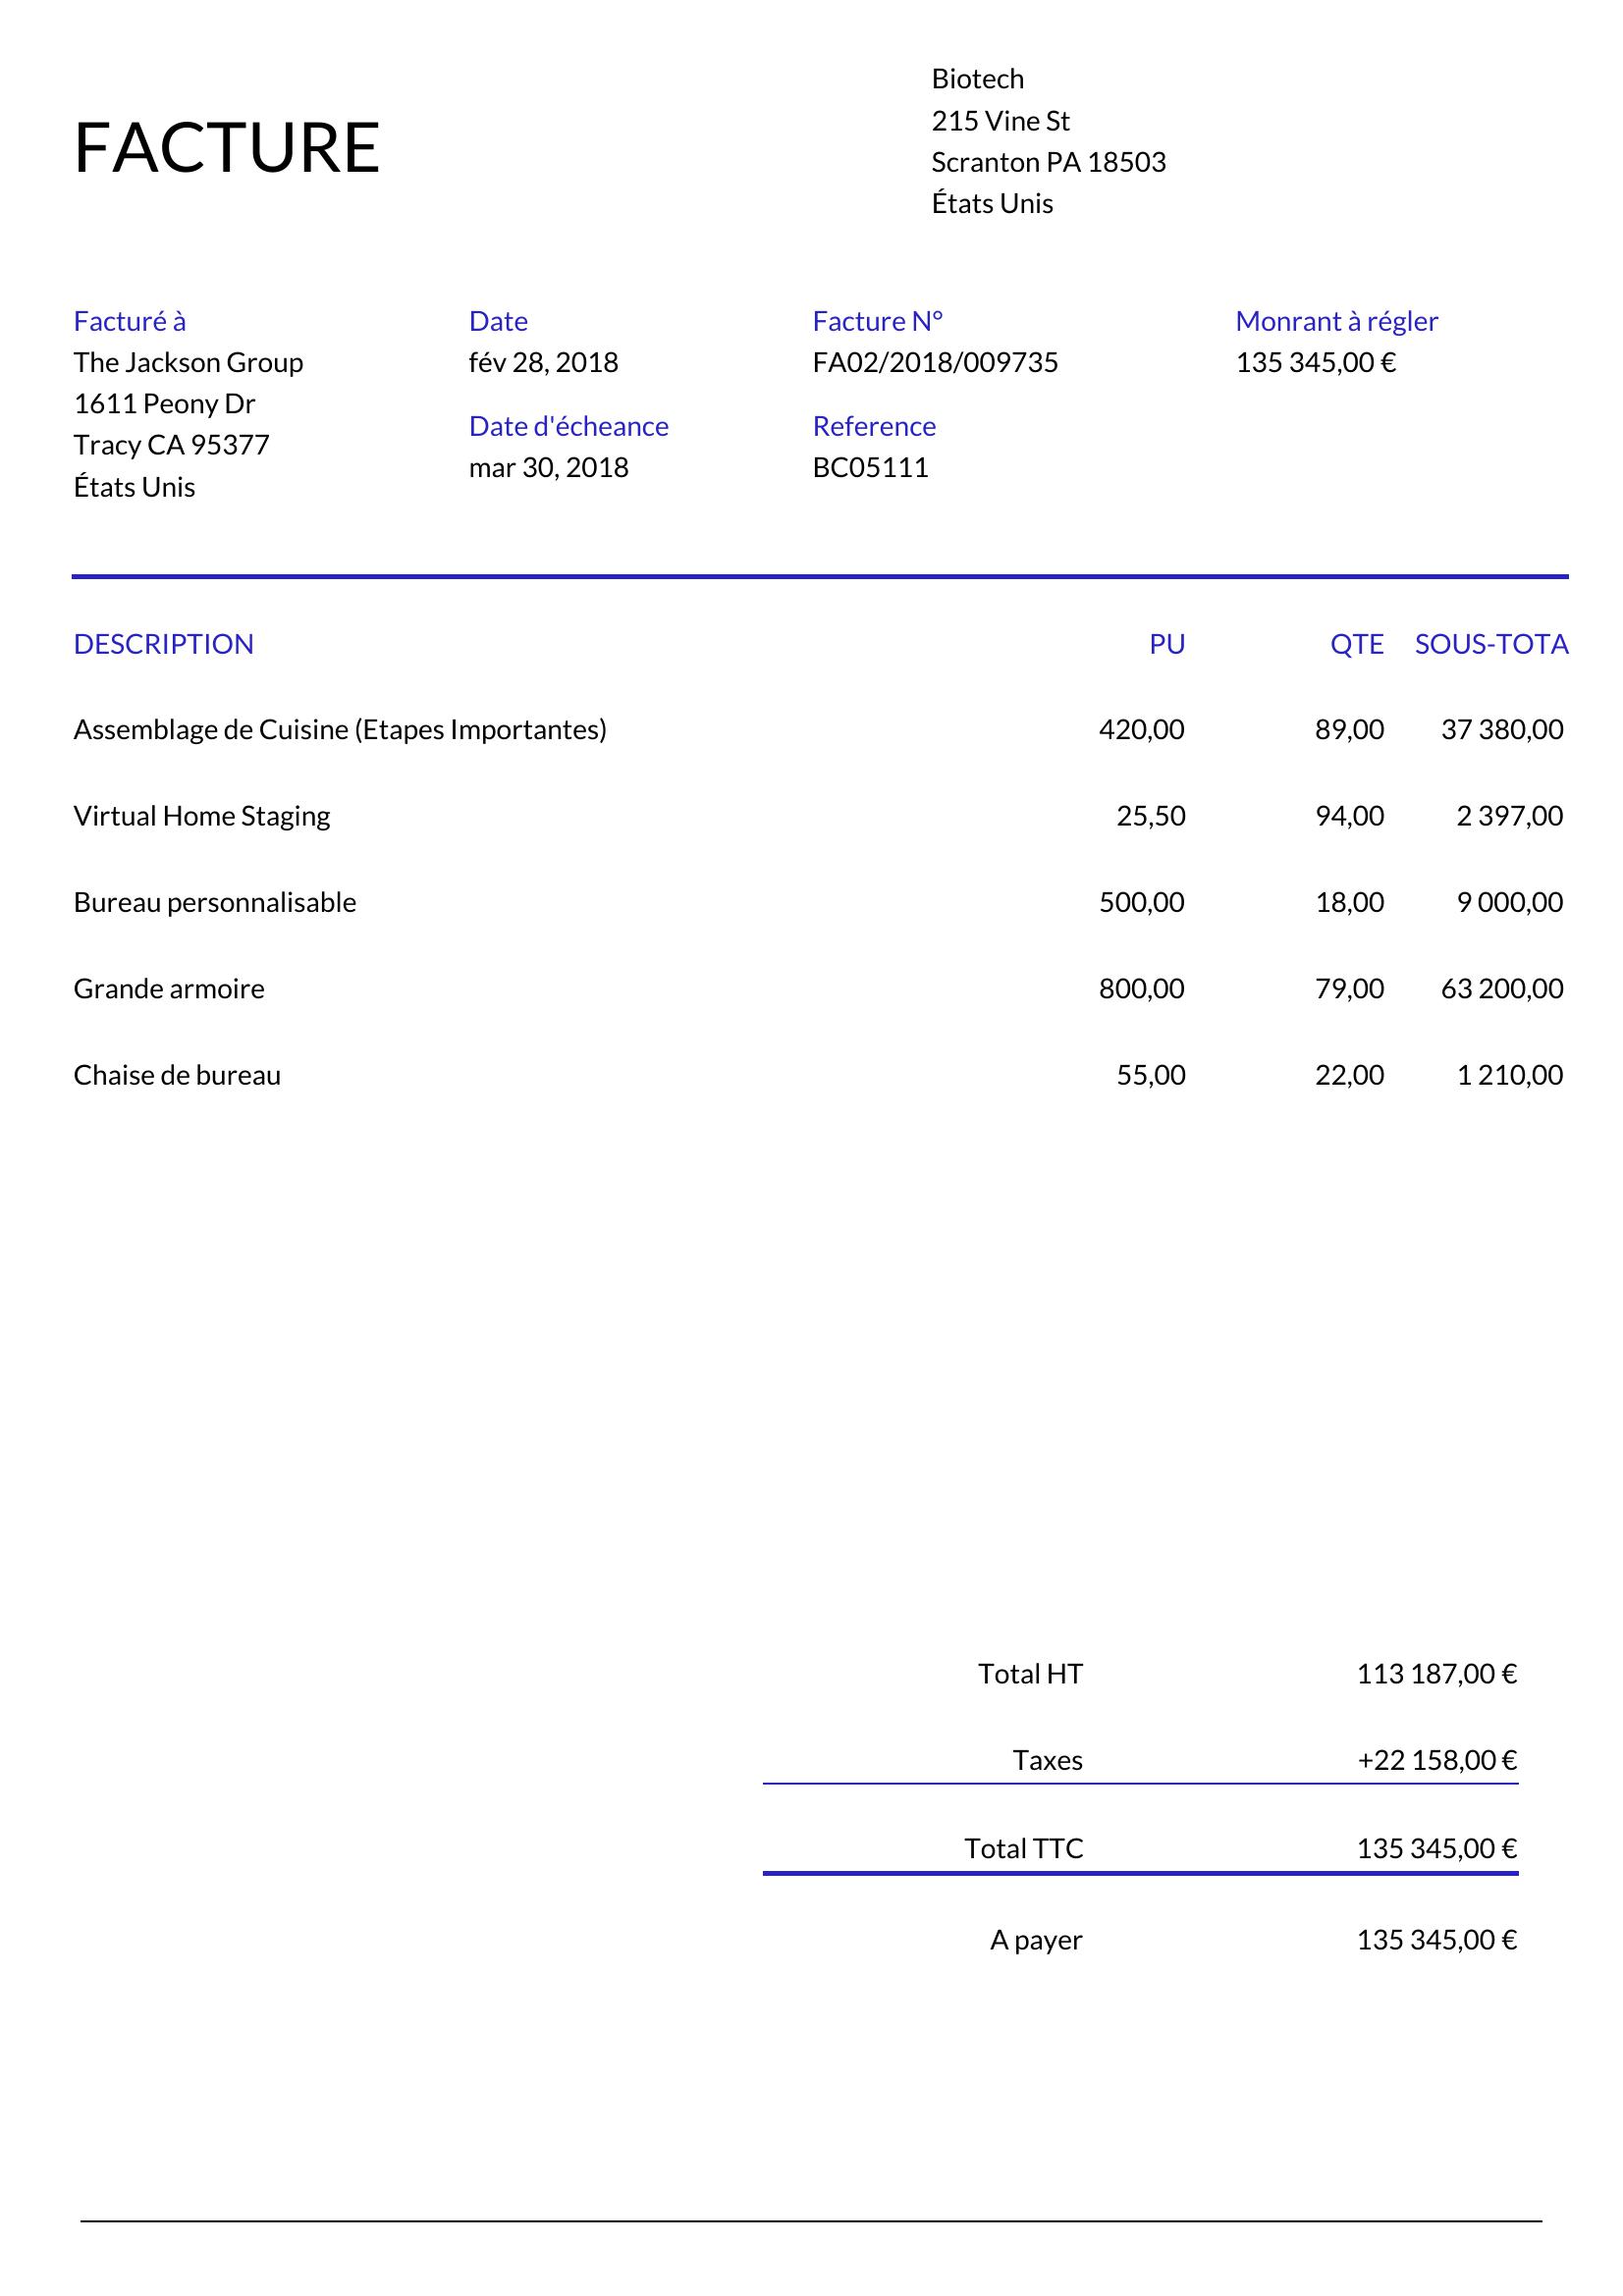 Biotech
215 Vine St
Scranton PA 18503
États Unis
FACTURE
Facturé à
The Jackson Group
1611 Peony Dr
Tracy CA 95377
États Unis
Date
fév 28, 2018
Date d'écheance
mar 30, 2018
Facture N°
FA02/2018/009735
Reference
BC05111
Monrant à régler
135 345,00 €
DESCRIPTION PU QTE SOUS-TOTA
Assemblage de Cuisine (Etapes Importantes) 420,00 89,00 37 380,00
Virtual Home Staging 25,50 94,00 2 397,00
Bureau personnalisable 500,00 18,00 9 000,00
Grande armoire 800,00 79,00 63 200,00
Chaise de bureau 55,00 22,00 1 210,00
Total HT 113 187,00 €
Taxes +22 158,00 €
Total TTC 135 345,00 €
A payer 135 345,00 €